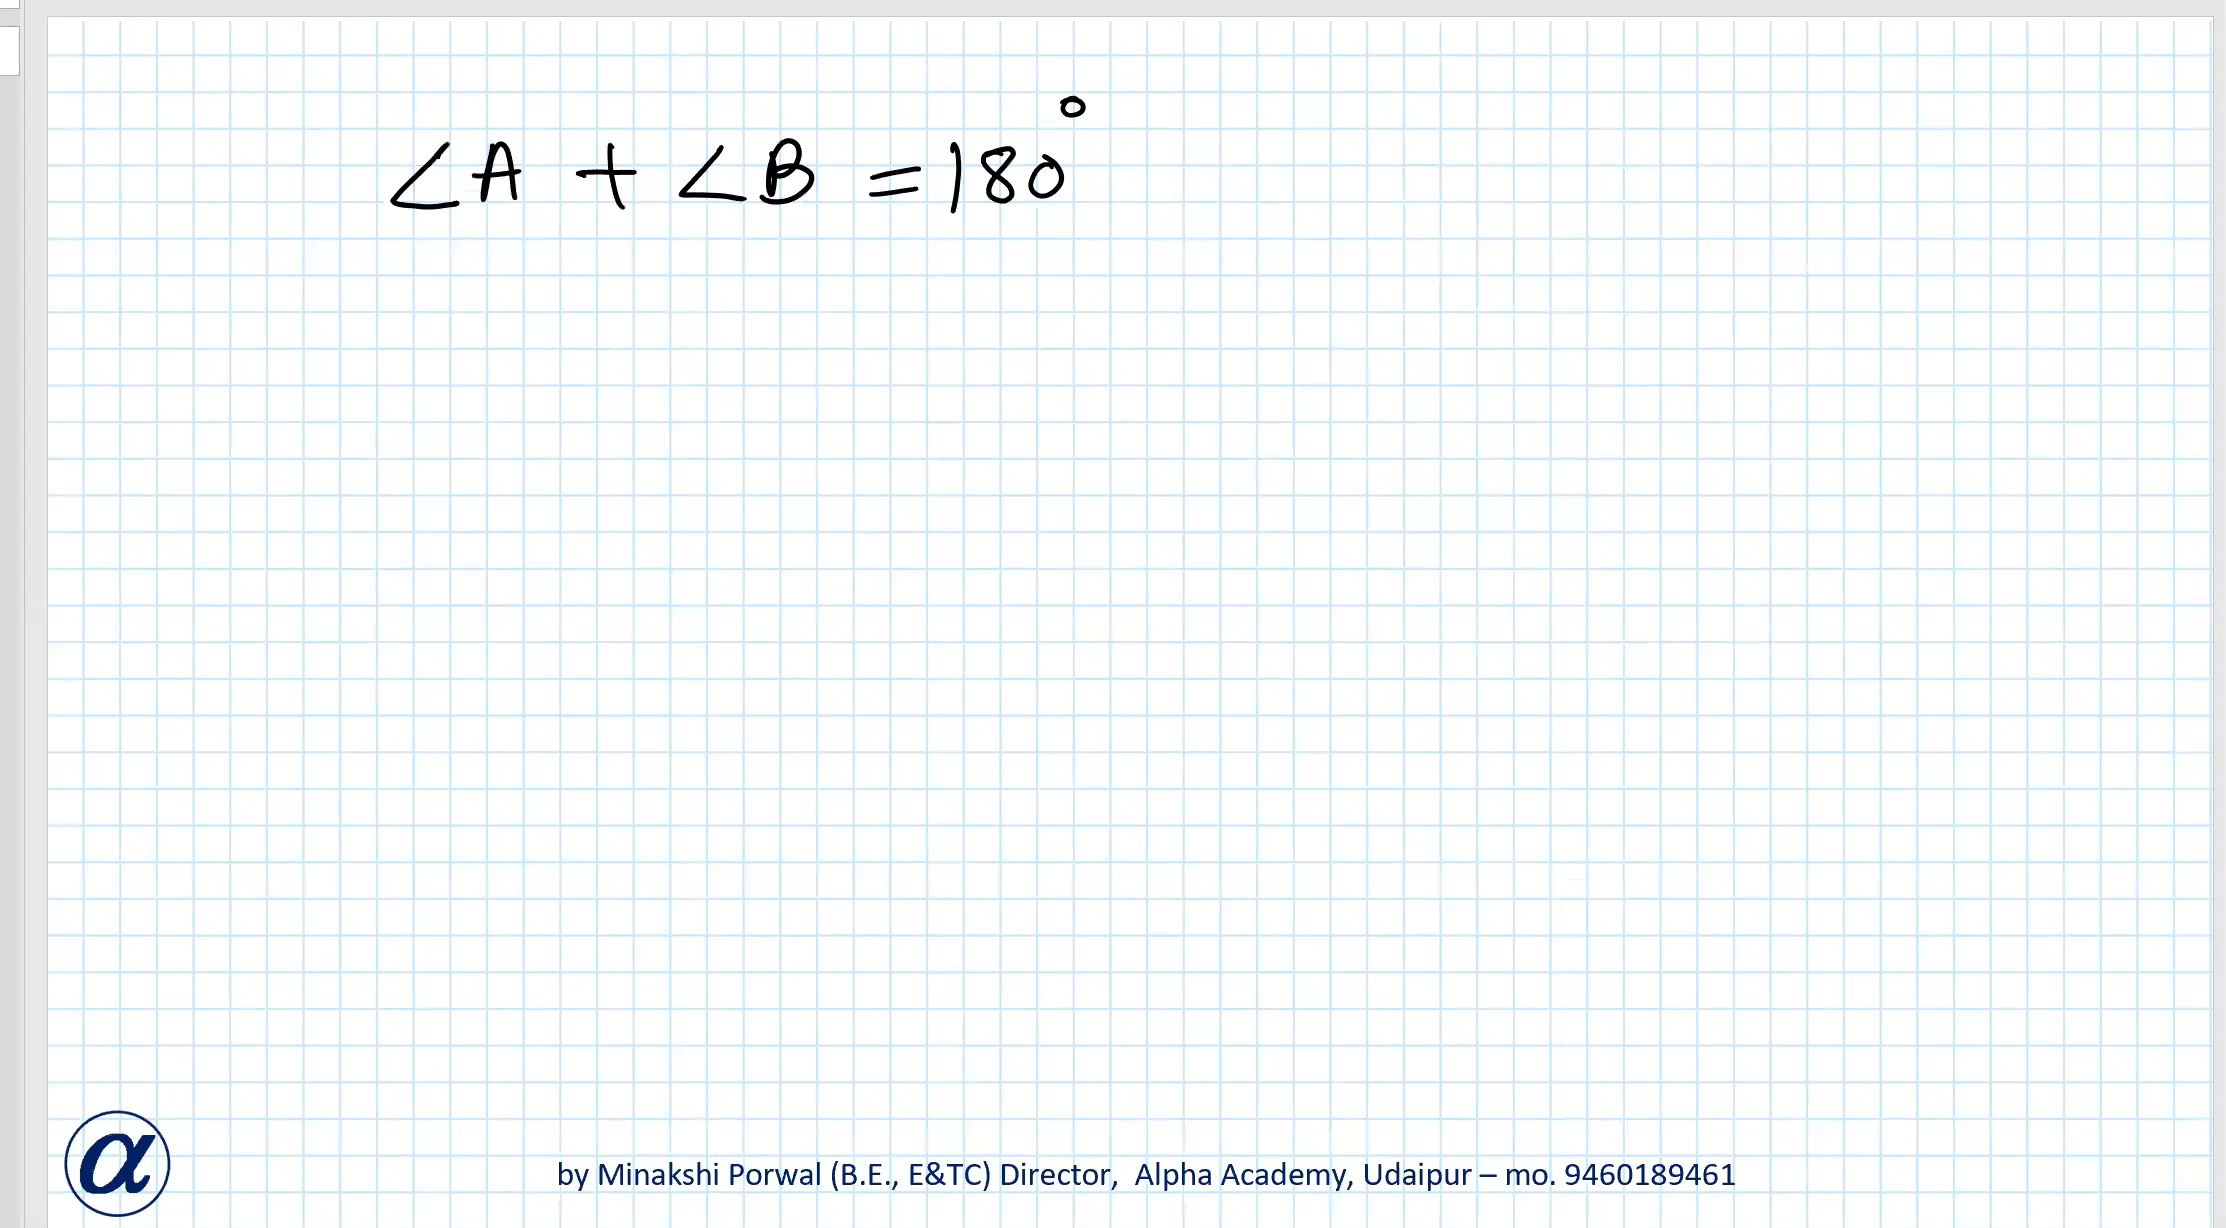 ∠A + ∠B = 180°
α
by Minakshi Porwal (B.E., E&TC) Director, Alpha Academy, Udaipur – mo. 9460189461